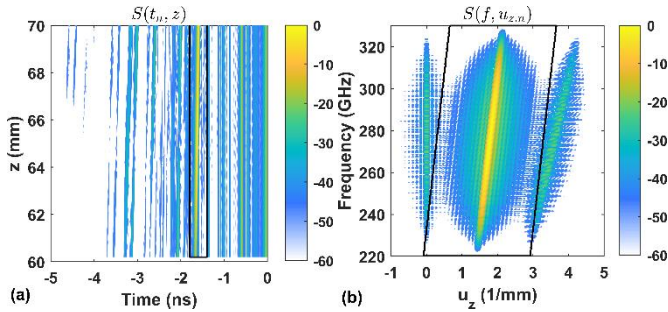 S(t_n, z)
S(f, u_{z.n})
70
68
66
64
62
60
z (mm)
-5 -4 -3 -2 -1 0
Time (ns)
(a)
0
-10
-20
-30
-40
-50
-60
320
300
280
260
240
220
Frequency (GHz)
-1 0 1 2 3 4 5
u_z (1/mm)
(b)
0
-10
-20
-30
-40
-50
-60